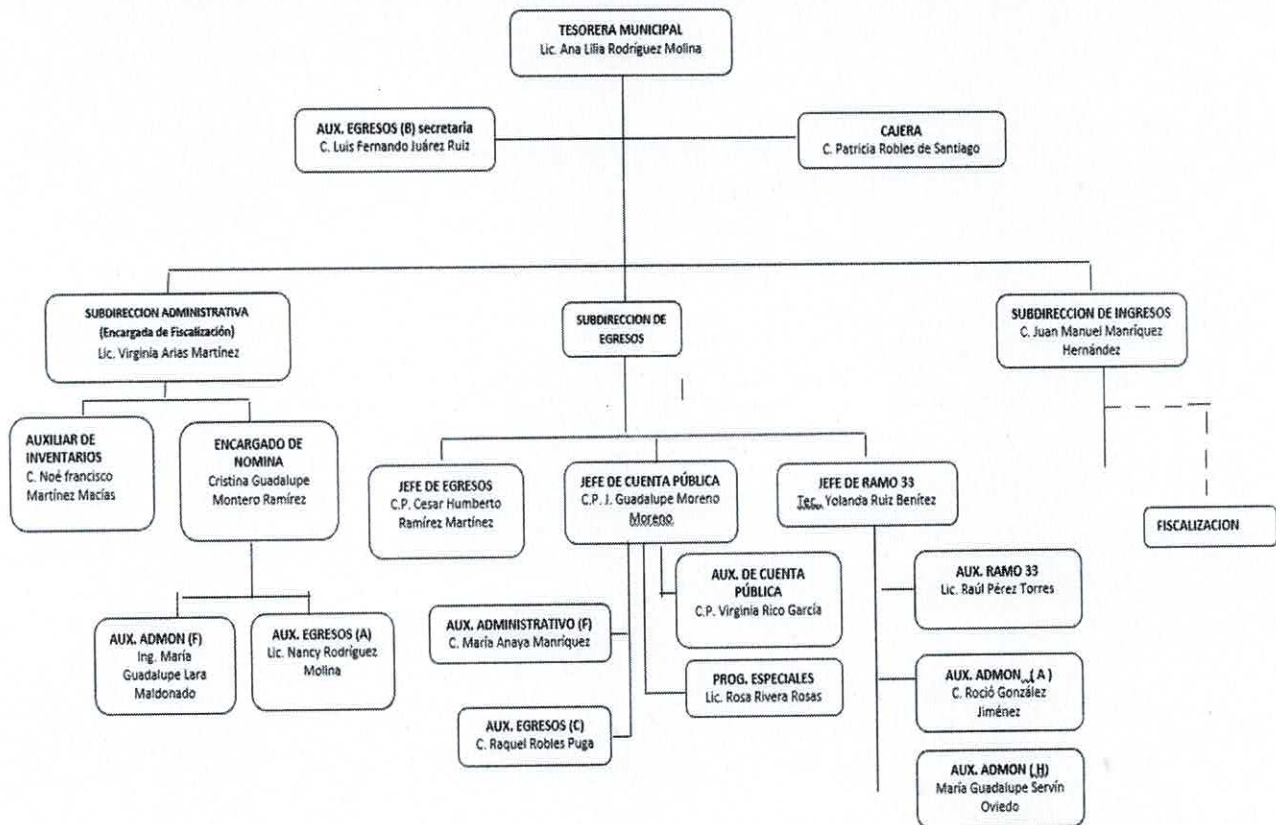 TESORERA MUNICIPAL
Lic. Ana Lilia Rodríguez Molina
AUX. EGRESOS (B) secretaria
C. Luis Fernando Juárez Ruiz
CAJERA
C. Patricia Robles de Santiago
SUBDIRECCION ADMINISTRATIVA
(Encargada de Fiscalización)
Lic. Virginia Arias Martínez
SUBDIRECCION DE
EGRESOS
SUBDIRECCION DE INGRESOS
C. Juan Manuel Manríquez
Hernández
AUXILIAR DE
INVENTARIOS
C. Noé francisco
Martínez Macías
ENCARGADO DE
NOMINA
Cristina Guadalupe
Montero Ramírez
JEFE DE EGRESOS
C.P. Cesar Humberto
Ramírez Martínez
JEFE DE CUENTA PÚBLICA
C.P. J. Guadalupe Moreno
Moreno
JEFE DE RAMO 33
Tec. Yolanda Ruiz Benítez
FISCALIZACION
AUX. ADMON (F)
Ing. María
Guadalupe Lara
Maldonado
AUX. EGRESOS (A)
Lic. Nancy Rodríguez
Molina
AUX. ADMINISTRATIVO (F)
C. María Anaya Manríquez
AUX. DE CUENTA
PÚBLICA
C.P. Virginia Rico García
AUX. RAMO 33
Lic. Raúl Pérez Torres
AUX. EGRESOS (C)
C. Raquel Robles Puga
PROG. ESPECIALES
Lic. Rosa Rivera Rosas
AUX. ADMON ( A )
C. Roció González
Jiménez
AUX. ADMON ( H)
María Guadalupe Servín
Oviedo